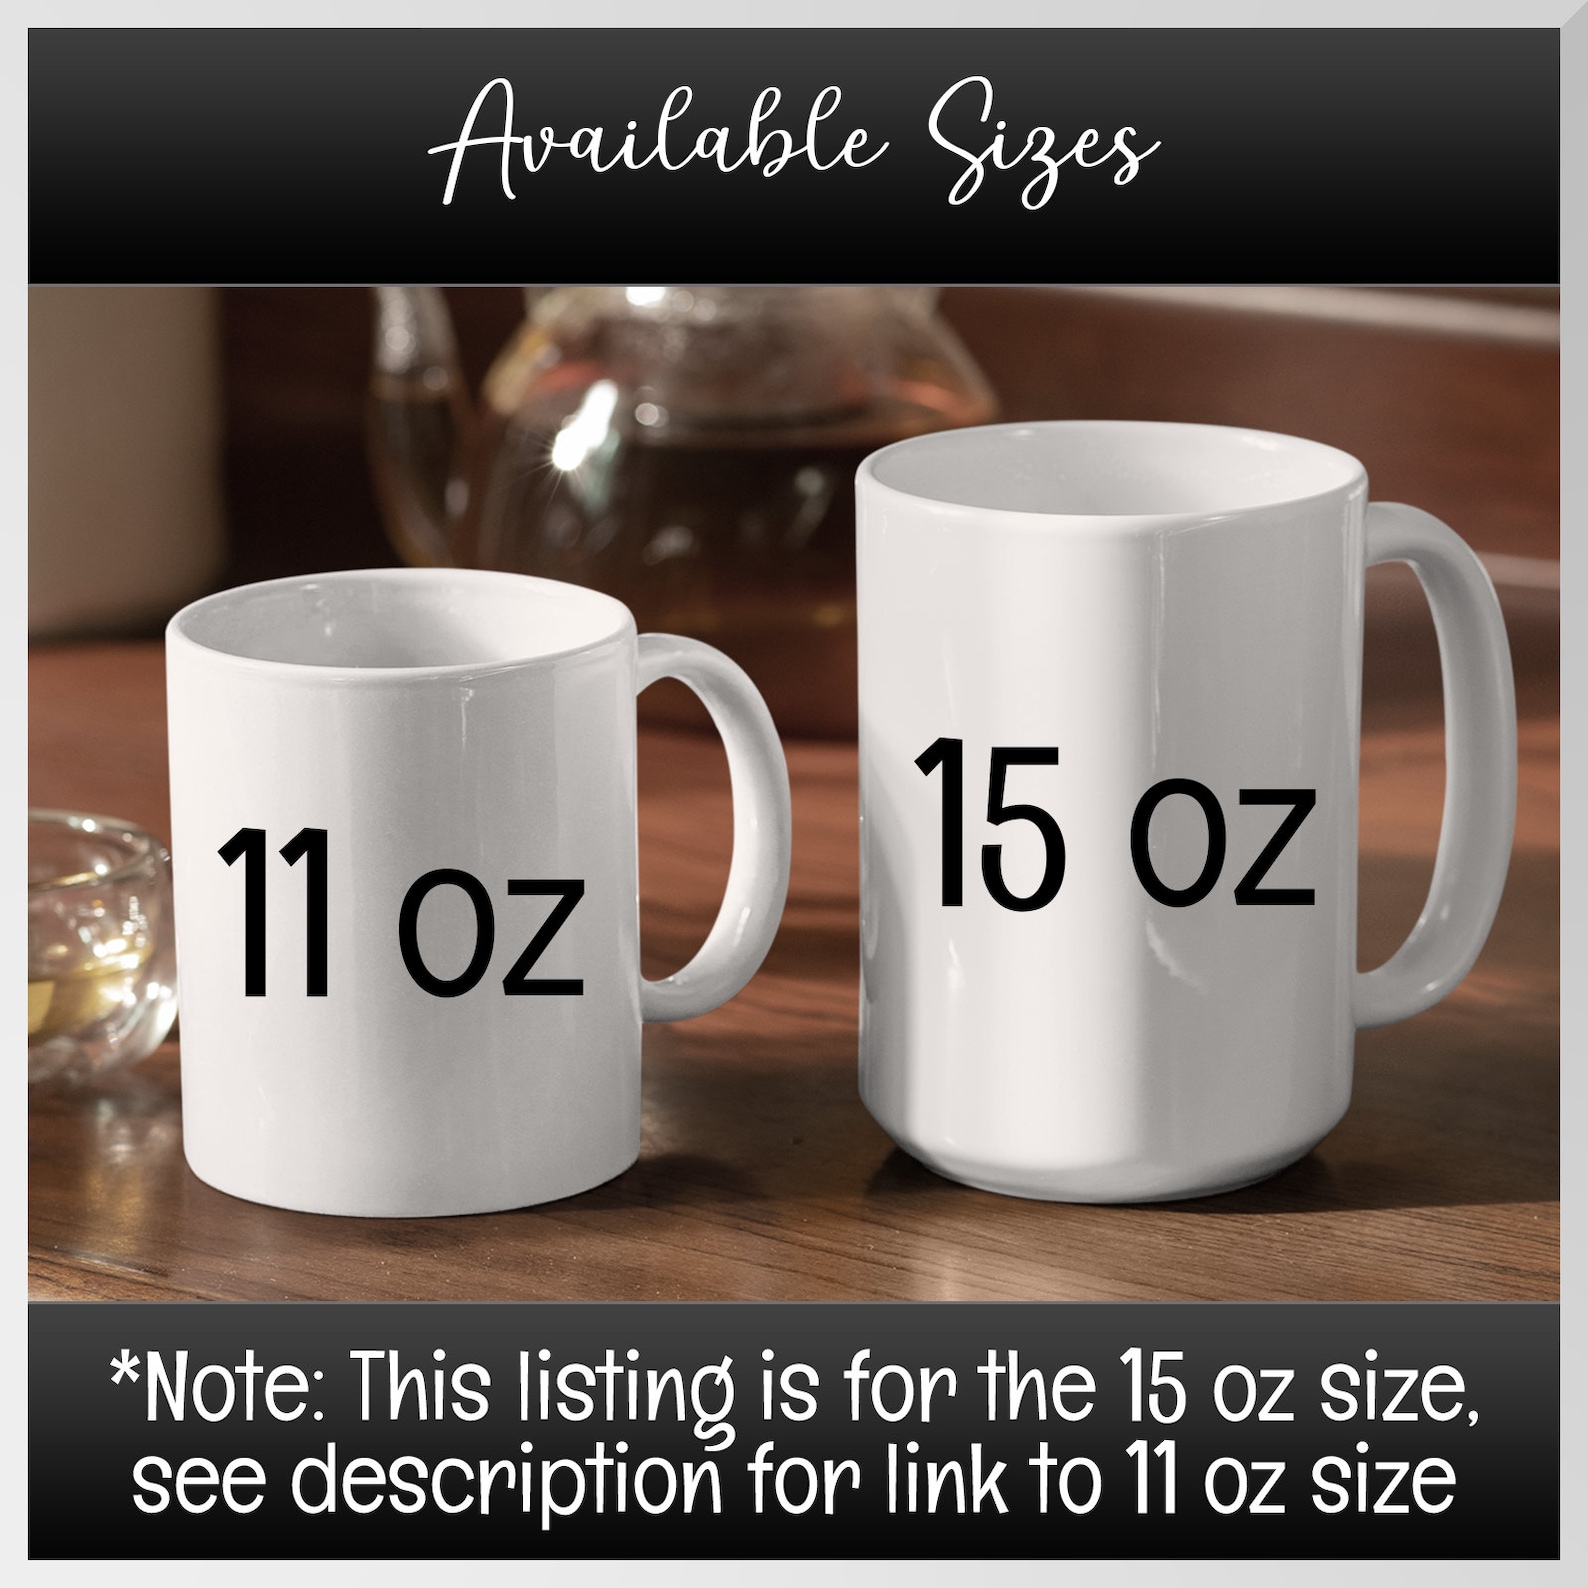 Available Sizes
11 oz
15 oz
*Note: This listing is for the 15 oz size,
see description for link to 11 oz size